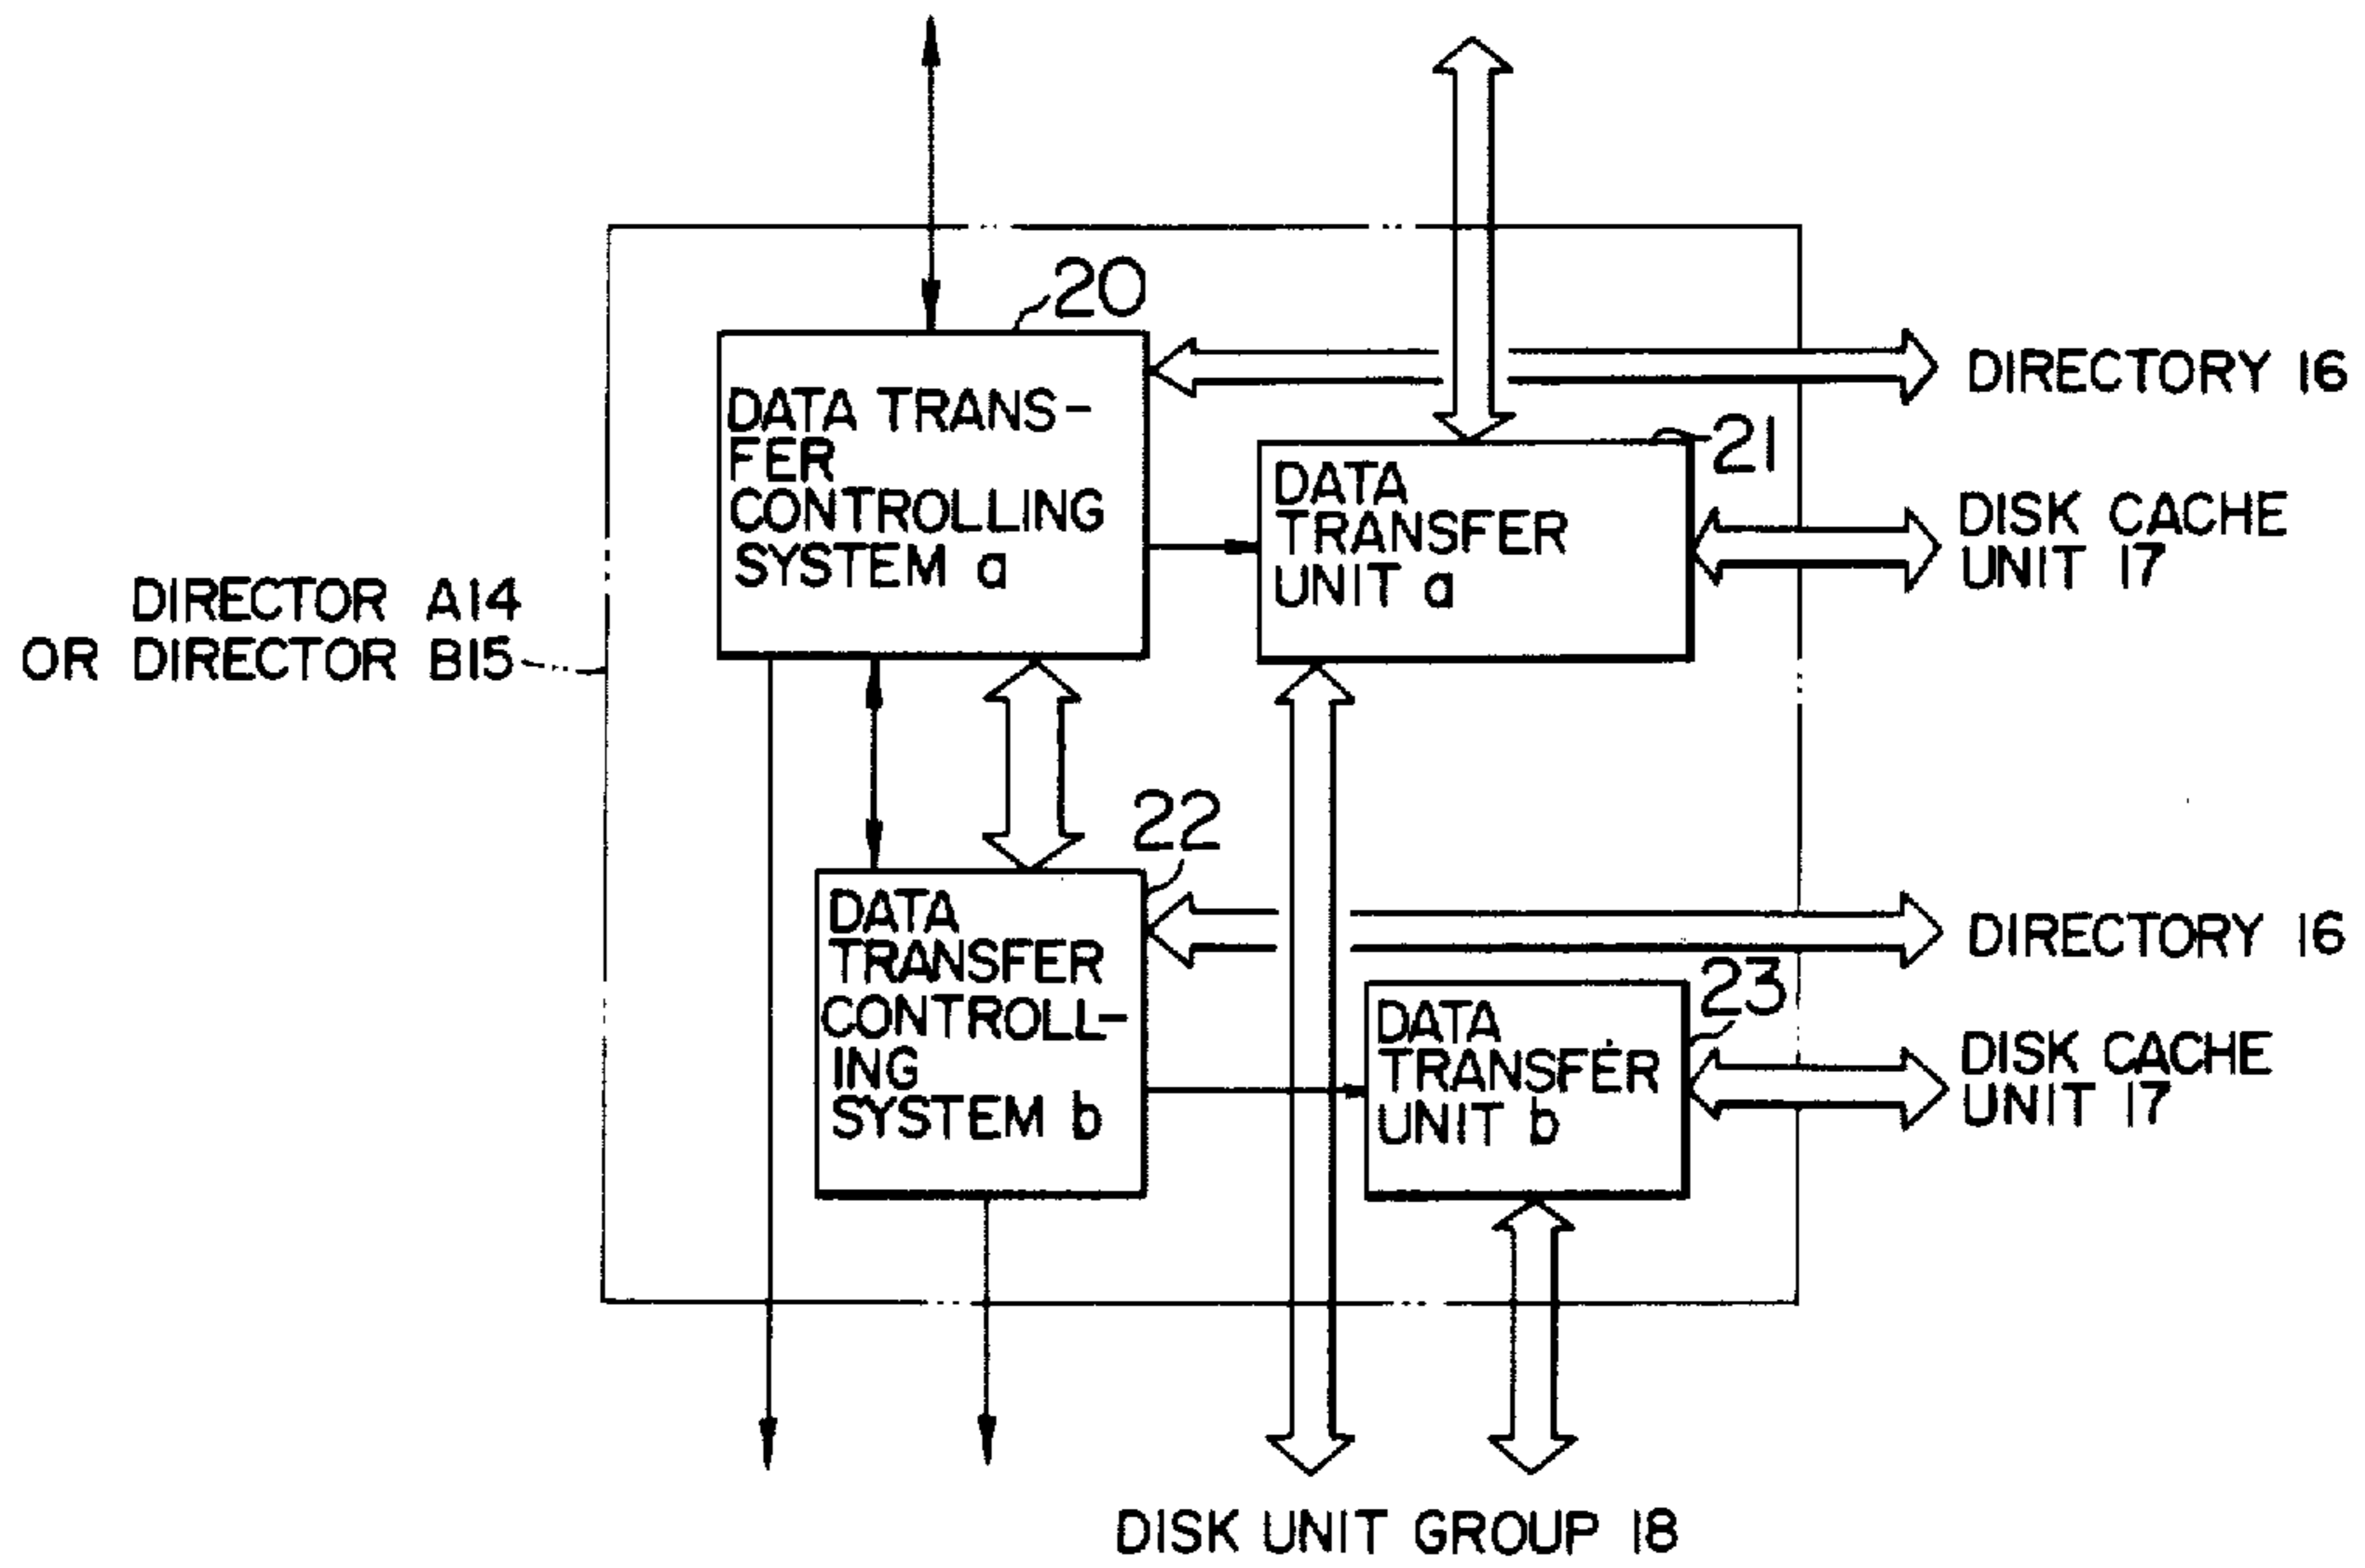 20
DIRECTORY 16
DATA TRANS-
FER
CONTROLLING
SYSTEM a
21
DATA
TRANSFER
UNIT a
DISK CACHE
UNIT 17
DIRECTOR A14
OR DIRECTOR B15
22
DATA
TRANSFER
CONTROLL-
ING
SYSTEM b
DIRECTORY 16
23
DATA
TRANSFER
UNIT b
DISK CACHE
UNIT 17
DISK UNIT GROUP 18